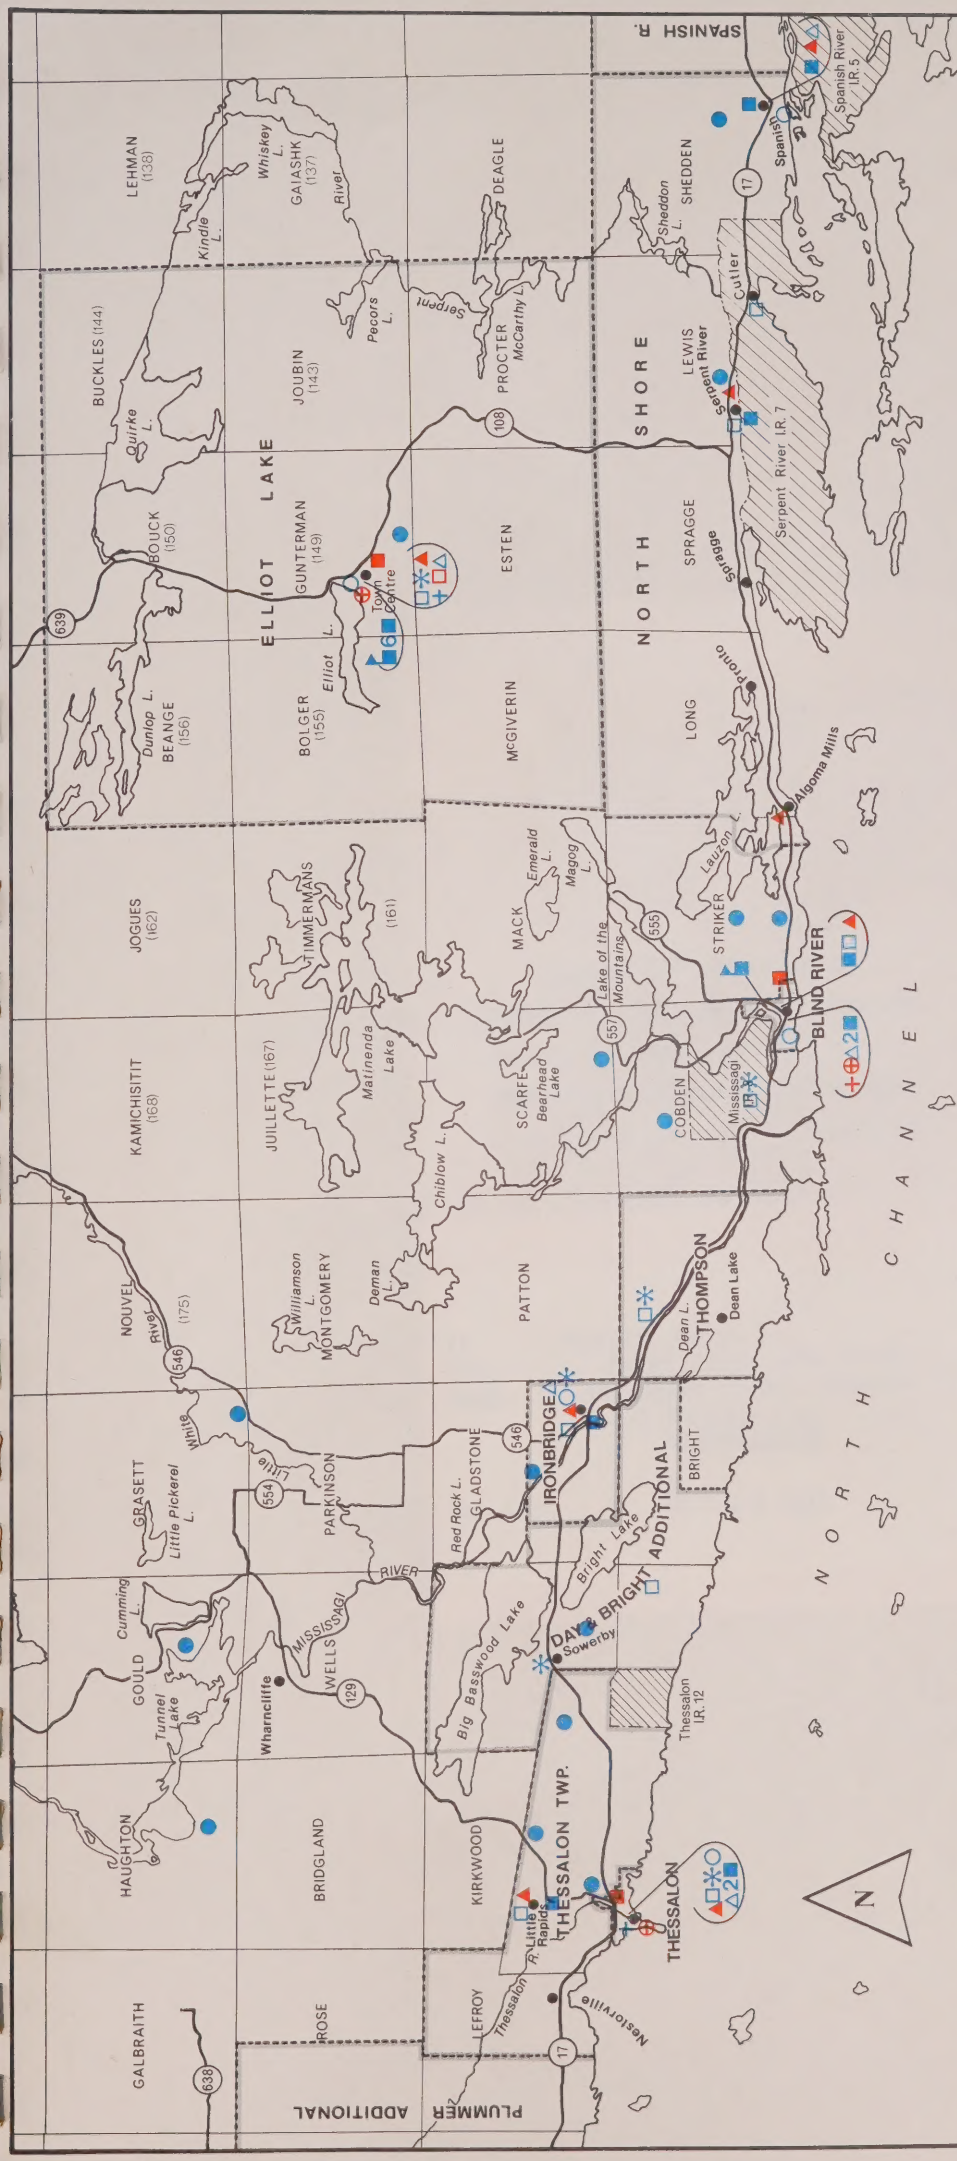 LEHMAN
(138)
Kindle
L.
Whiskey
L.
GAIASHK
(137)
River
DEAGLE
SPANISH R.
SHEDDEN
Sheddon
L.
17
Spanish
Spanish River
I.R. 5
BUCKLES (144)
Quirke
L.
JOUBIN
(143)
Pecors
L.
Serpent
PROCTER
McCarthy L.
108
LEWIS
Serpent River
Cutler
Serpent River I.R. 7
NORTH SHORE
639
BOUCK
(150)
ELLIOT LAKE
GUNTERMAN
(149)
Town
Centre
6
Elliot L.
ESTEN
SPRAGGE
Spragge
Dunlop L.
BEANGE
(156)
BOLGER
(155)
McGIVERIN
LONG
Pronto
Algoma Mills
Lauzon L.
JOGUES
(162)
TIMMERMANS
(161)
MACK
Emerald
L.
Magog
L.
Lake of the
Mountains
555
STRIKER
BLIND RIVER
2
KAMICHISITIT
(168)
JUILLETTE (167)
Matinenda
Lake
SCARFE
Bearhead
Lake
557
COBDEN
Mississagi
I.R. 8
Chiblow L.
NOUVEL
(175)
River
546
Williamson
L.
MONTGOMERY
Deman
L.
PATTON
THOMPSON
Dean L.
Dean Lake
White
Little
GRASETT
Little Pickerel
L.
554
PARKINSON
546
GLADSTONE
Red Rock L.
IRONBRIDGE
BRIGHT
Bright Lake
DAY & BRIGHT ADDITIONAL
Sowerby
Cumming
L.
GOULD
Tunnel
Lake
Wharncliffe
WELLS
MISSISSAGI RIVER
129
Big Basswood Lake
Thessalon
I.R. 12
HAUGHTON
BRIDGLAND
KIRKWOOD
THESSALON TWP.
Little
Rapids
THESSALON
2
GALBRAITH
638
ROSE
LEFROY
Thessalon R.
Nestorville
17
PLUMMER ADDITIONAL
NORTH CHANNEL
N